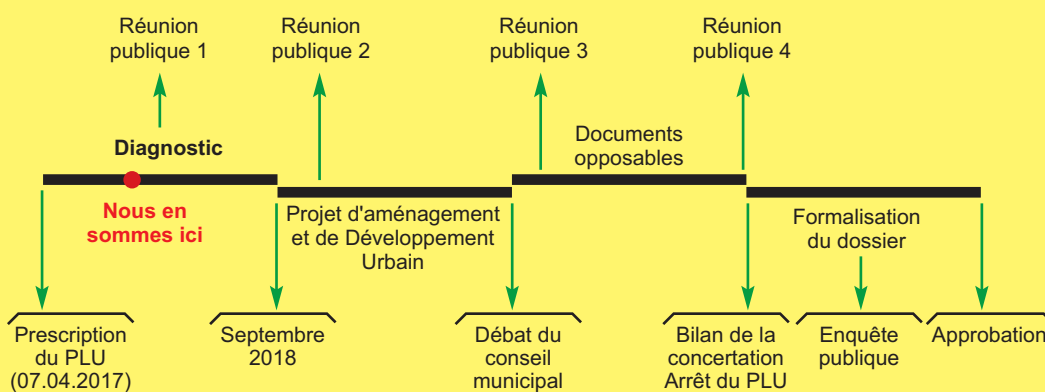 Réunion
publique 1
Réunion
publique 2
Réunion
publique 3
Réunion
publique 4
Diagnostic
Documents
opposables
Nous en
sommes ici
Projet d'aménagement
et de Développement
Urbain
Formalisation
du dossier
Prescription
du PLU
(07.04.2017)
Septembre
2018
Débat du
conseil
municipal
Bilan de la
concertation
Arrêt du PLU
Enquête
publique
Approbation